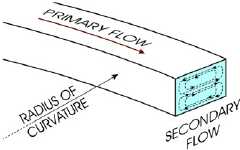 PRIMARY FLOW
RADIUS OF
CURVATURE
SECONDARY
FLOW